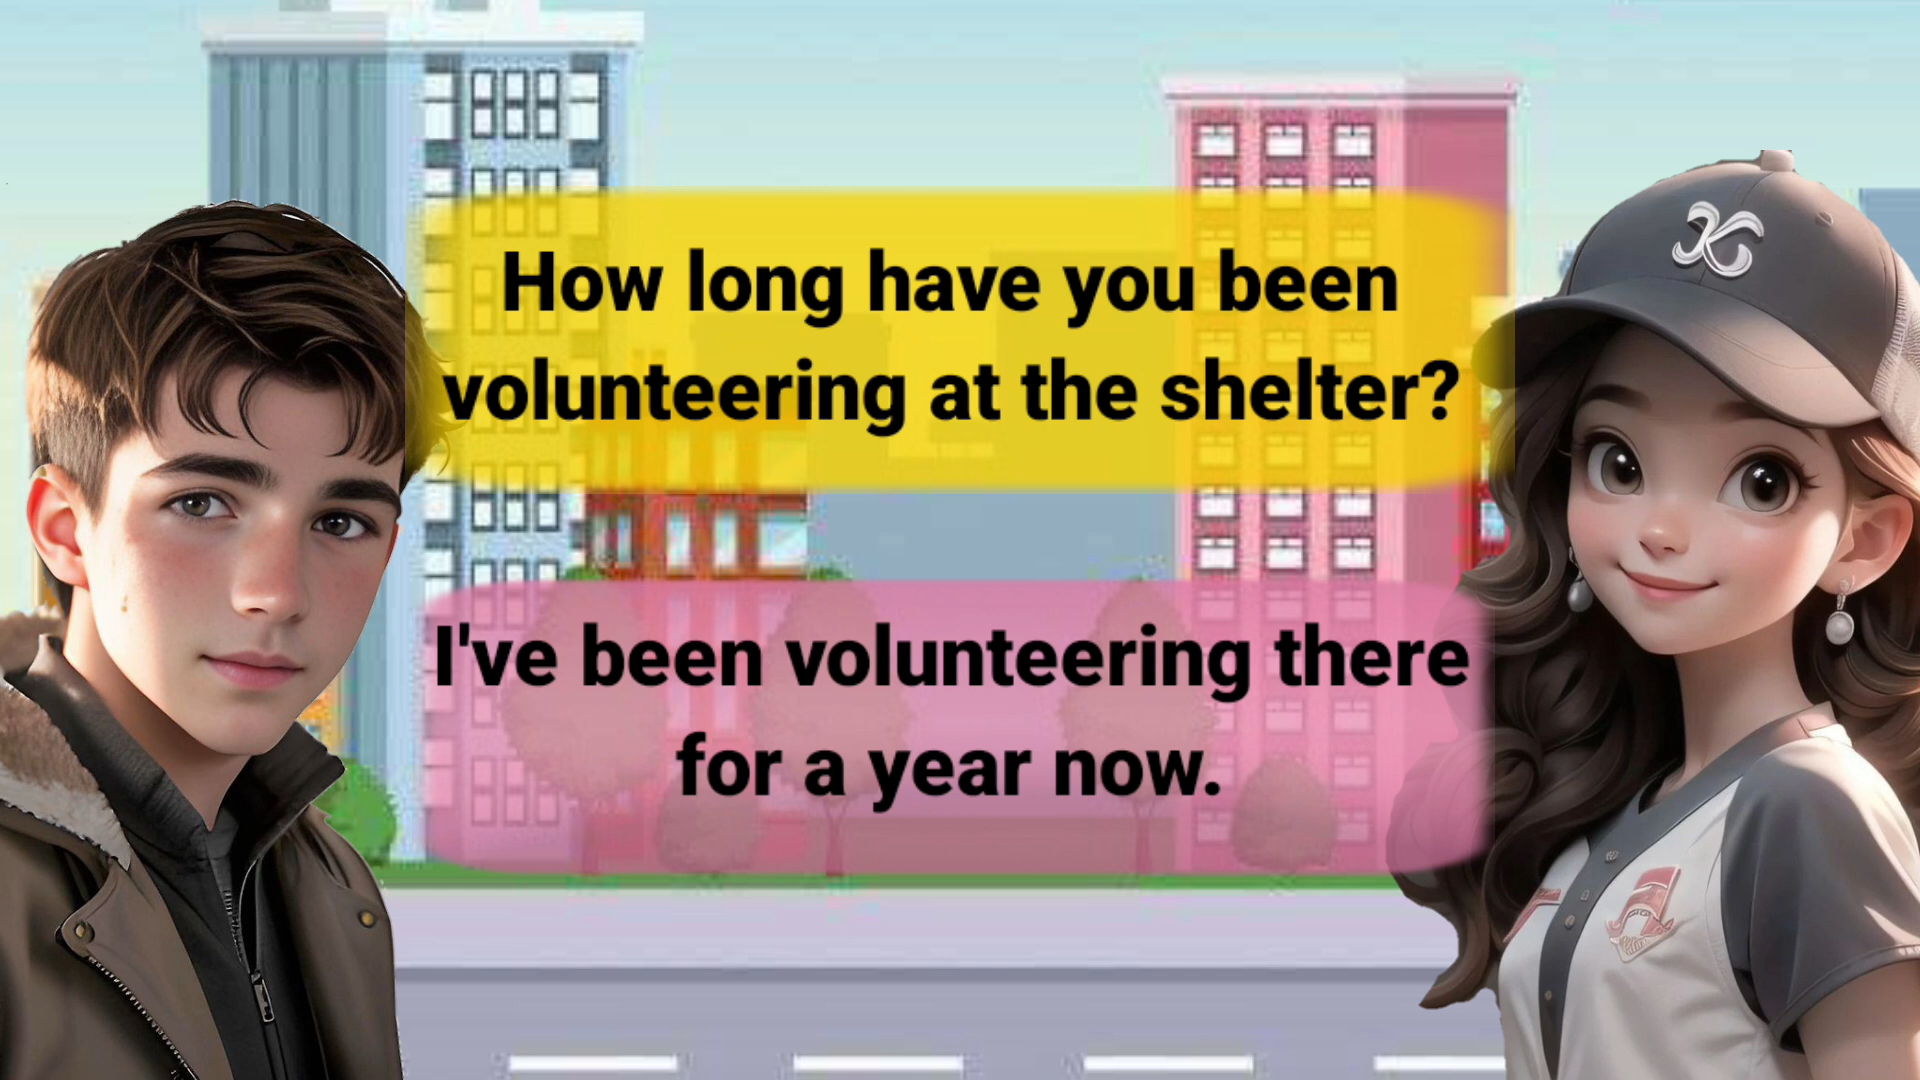 How long have you been
volunteering at the shelter?
I've been volunteering there
for a year now.